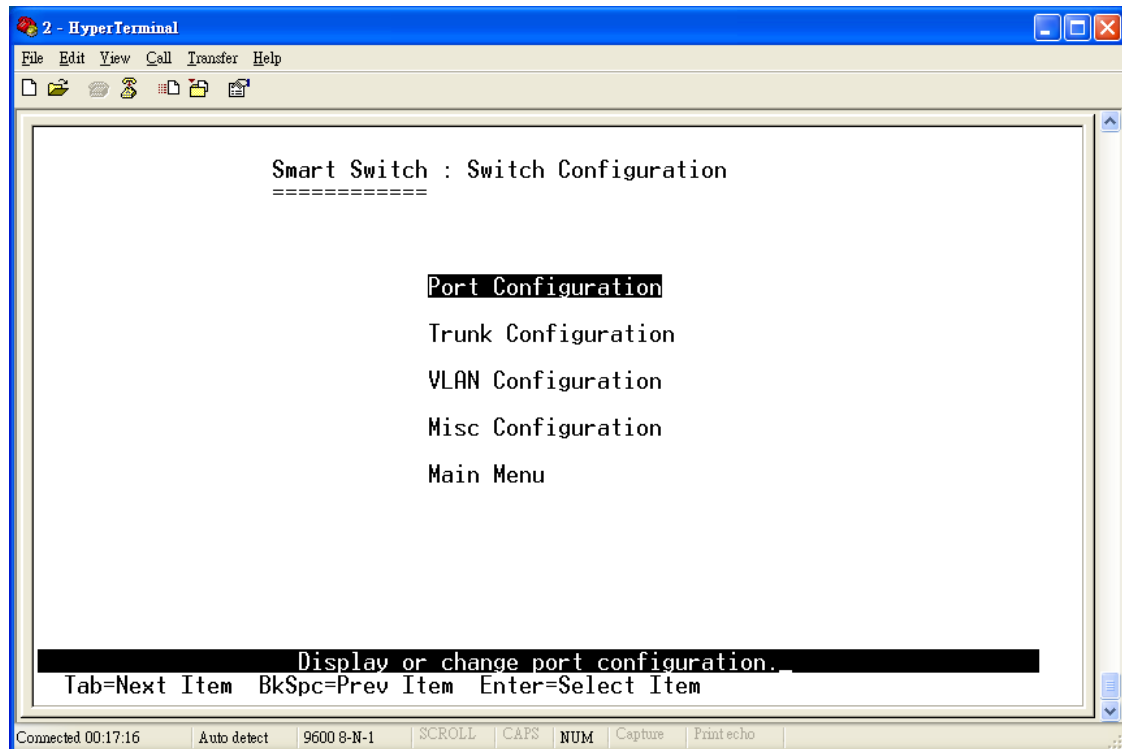 2 - HyperTerminal
File Edit View Call Transfer Help
Smart Switch : Switch Configuration
============
Port Configuration
Trunk Configuration
VLAN Configuration
Misc Configuration
Main Menu
Display or change port configuration._
Tab=Next Item BkSpc=Prev Item Enter=Select Item
Connected 00:17:16 Auto detect 9600 8-N-1 SCROLL CAPS NUM Capture Print echo